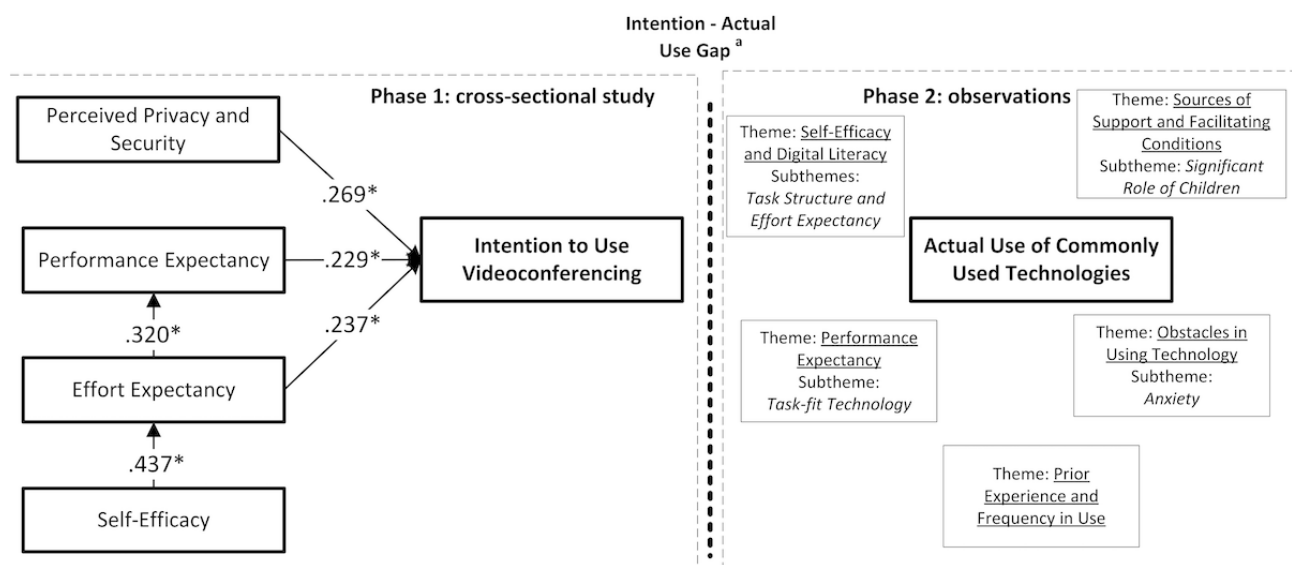 Intention - Actual
Use Gap a
Phase 1: cross-sectional study
Perceived Privacy and
Security
.269*
Performance Expectancy
.229*
Intention to Use
Videoconferencing
.237*
.320*
Effort Expectancy
.437*
Self-Efficacy
Phase 2: observations
Theme: Self-Efficacy
and Digital Literacy
Subthemes:
Task Structure and
Effort Expectancy
Theme: Sources of
Support and Facilitating
Conditions
Subtheme: Significant
Role of Children
Actual Use of Commonly
Used Technologies
Theme: Performance
Expectancy
Subtheme:
Task-fit Technology
Theme: Obstacles in
Using Technology
Subtheme:
Anxiety
Theme: Prior
Experience and
Frequency in Use